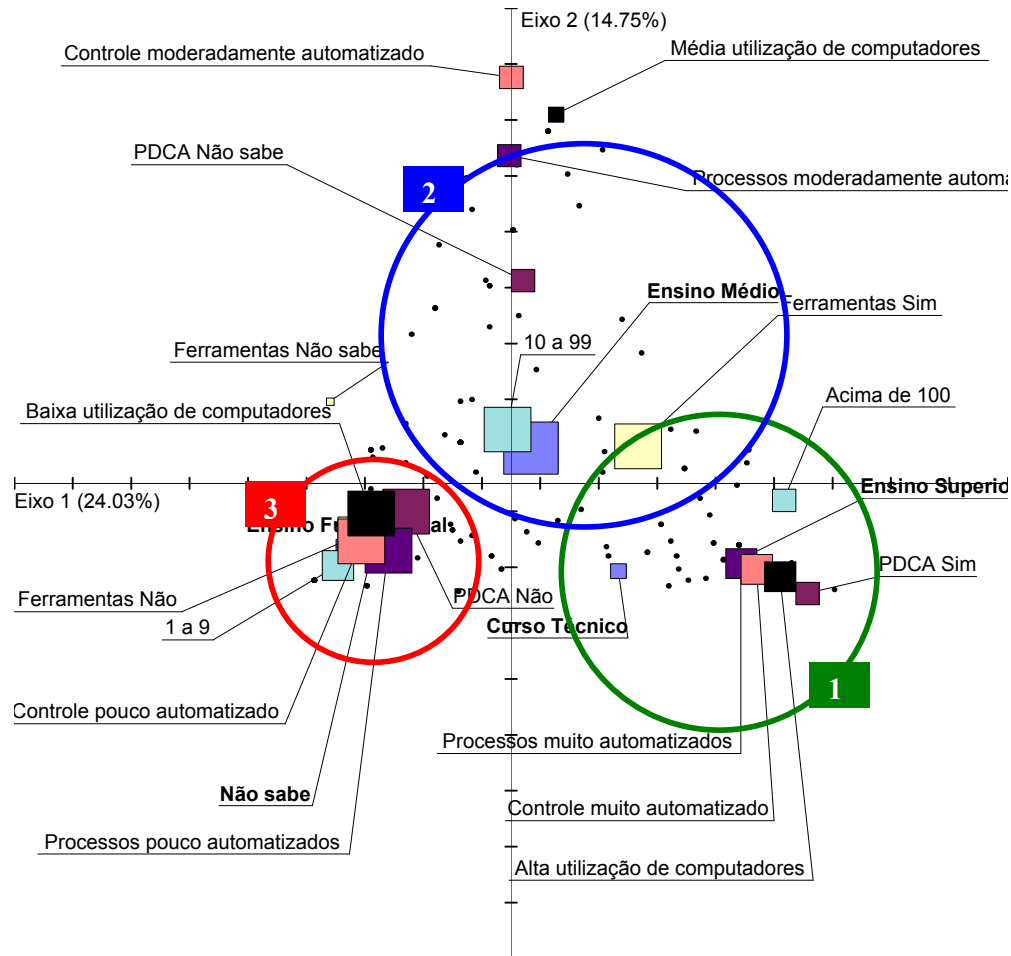 Eixo 2 (14.75%)
Controle moderadamente automatizado
Média utilização de computadores
PDCA Não sabe
Processos moderadamente automa
2
Ensino Médio
Ferramentas Sim
10 a 99
Ferramentas Não sabe
Acima de 100
Baixa utilização de computadores
Eixo 1 (24.03%)
Ensino Superio
3
PDCA Sim
Ferramentas Não
PDCA Não
1 a 9
Curso Técnico
1
Controle pouco automatizado
Processos muito automatizados
Não sabe
Controle muito automatizado
Processos pouco automatizados
Alta utilização de computadores